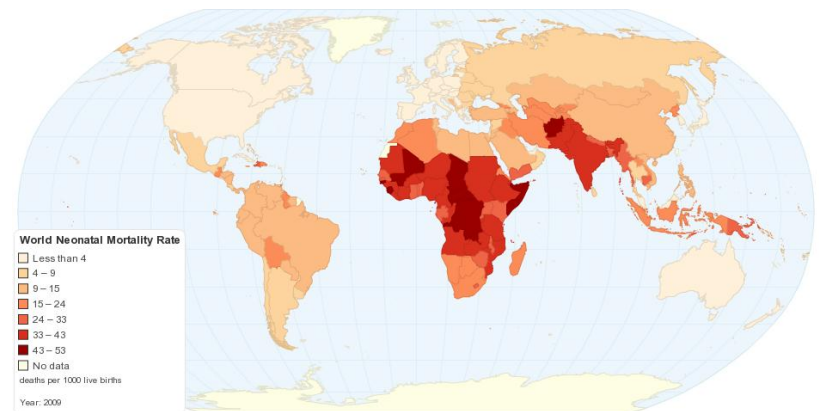 World Neonatal Mortality Rate
Less than 4
4 – 9
9 – 15
15 – 24
24 – 33
33 – 43
43 – 53
No data
deaths per 1000 live births
Year: 2009